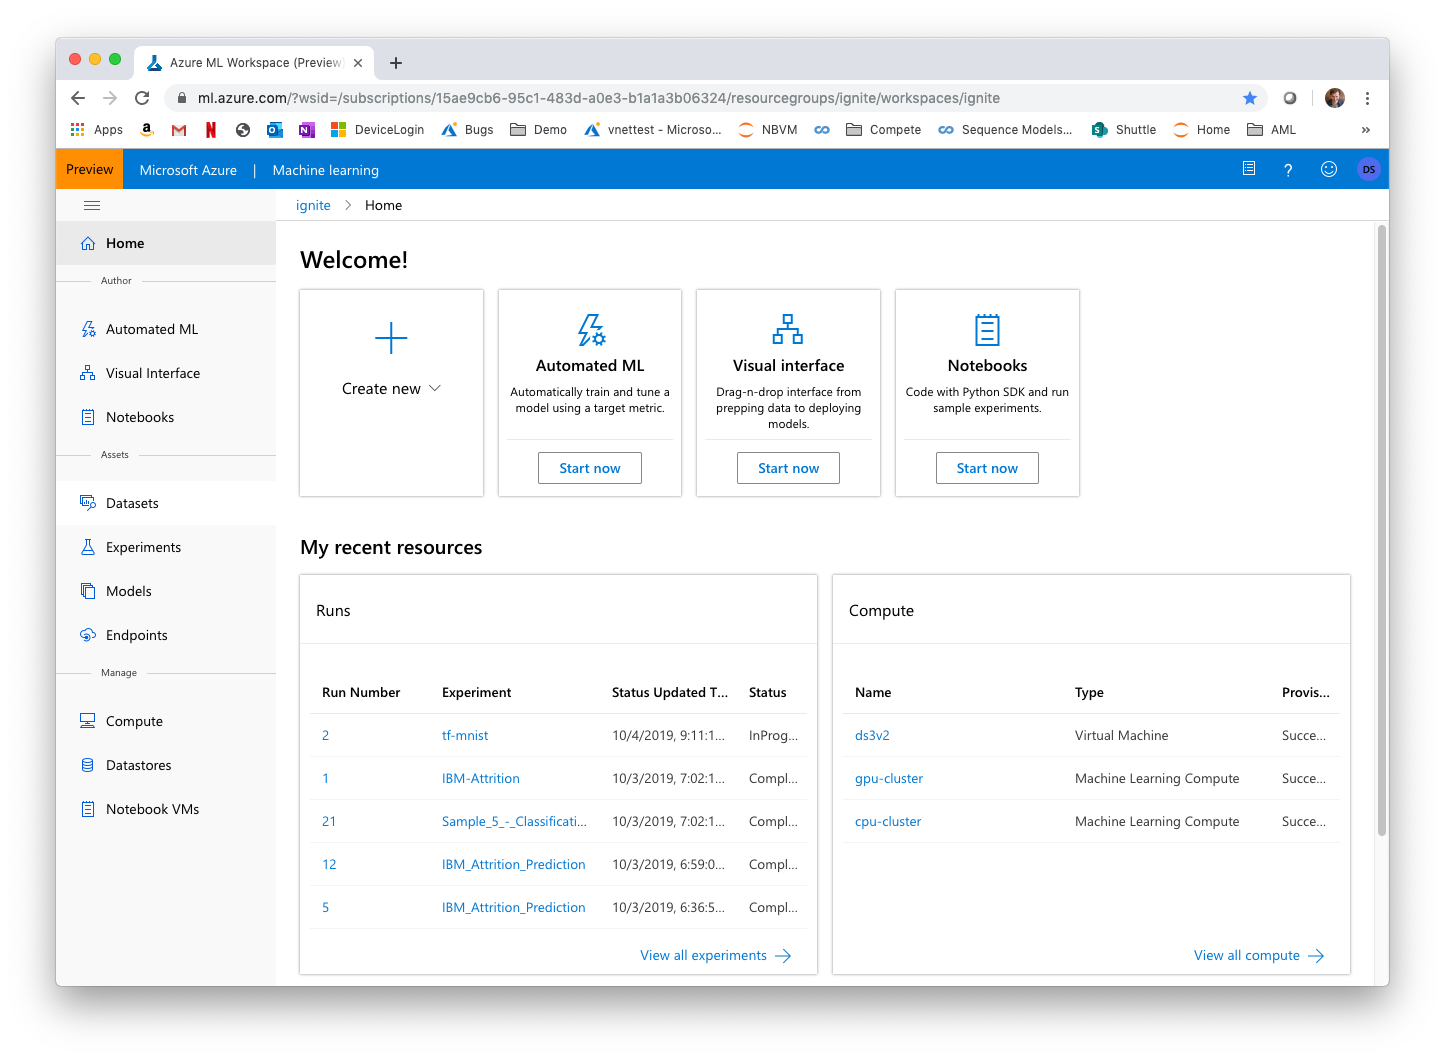 Azure ML Workspace (Preview)
ml.azure.com/?wsid=/subscriptions/15ae9cb6-95c1-483d-a0e3-b1a1a3b06324/resourcegroups/ignite/workspaces/ignite
Apps DeviceLogin Bugs Demo vnettest - Microso... NBVM Compete Sequence Models... Shuttle Home AML »
Preview Microsoft Azure | Machine learning ? DS
ignite > Home
Home
Author
Automated ML
Visual Interface
Notebooks
Assets
Datasets
Experiments
Models
Endpoints
Manage
Compute
Datastores
Notebook VMs
Welcome!
Create new
Automated ML
Automatically train and tune a
model using a target metric.
Start now
Visual interface
Drag-n-drop interface from
prepping data to deploying
models.
Start now
Notebooks
Code with Python SDK and run
sample experiments.
Start now
My recent resources
Runs
Run Number Experiment Status Updated T... Status
2 tf-mnist 10/4/2019, 9:11:1... InProg...
1 IBM-Attrition 10/3/2019, 7:02:1... Compl...
21 Sample_5_-_Classificati... 10/3/2019, 7:02:1... Compl...
12 IBM_Attrition_Prediction 10/3/2019, 6:59:0... Compl...
5 IBM_Attrition_Prediction 10/3/2019, 6:36:5... Compl...
View all experiments
Compute
Name Type Provis...
ds3v2 Virtual Machine Succe...
gpu-cluster Machine Learning Compute Succe...
cpu-cluster Machine Learning Compute Succe...
View all compute